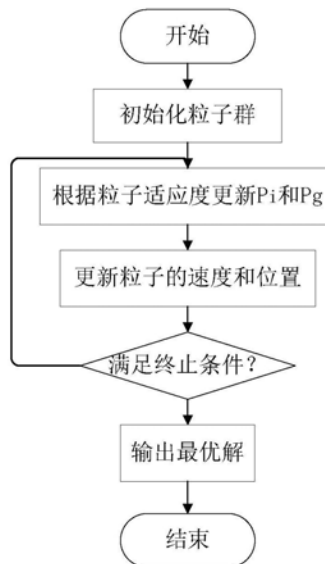 开始
初始化粒子群
根据粒子适应度更新Pi和Pg
更新粒子的速度和位置
满足终止条件?
输出最优解
结束